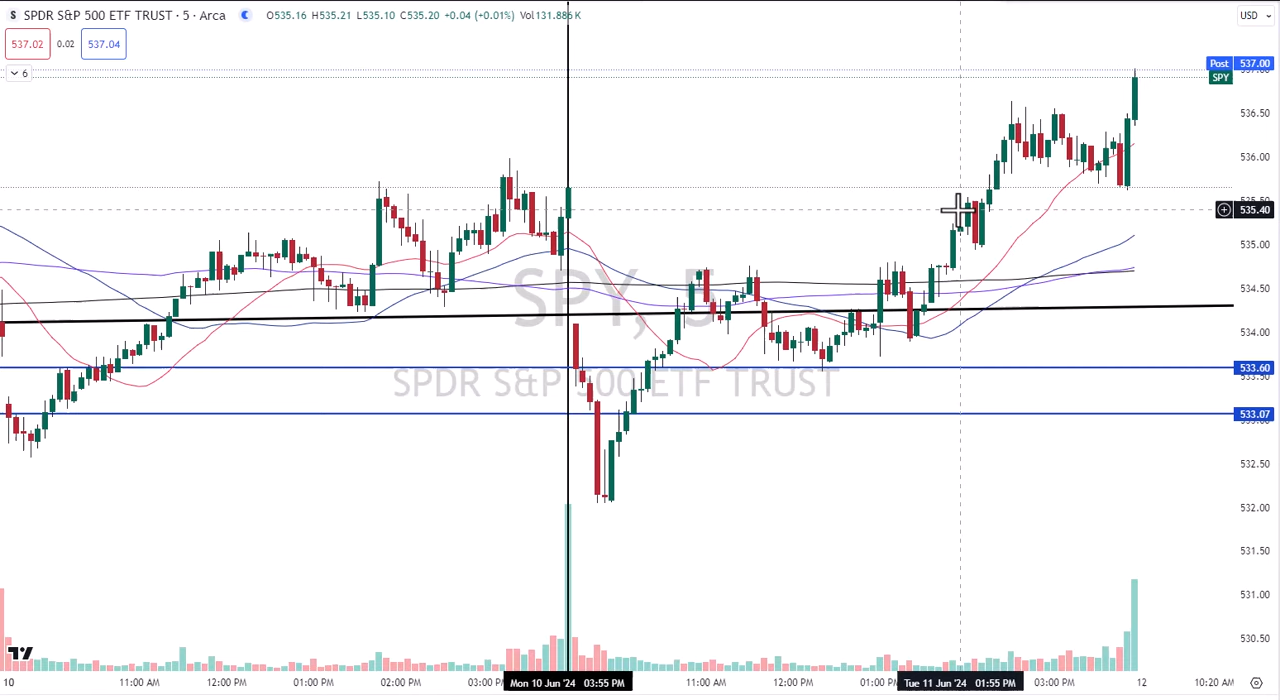 S SPDR S&P 500 ETF TRUST · 5 · Arca O535.16 H535.21 L535.10 C535.20 +0.04 (+0.01%) Vol131.886 K USD
537.02 0.02 537.04
6
Post 537.00
SPY
536.50
536.00
535.40
535.00
534.50
534.00
533.60
533.50
533.07
533.00
532.50
532.00
531.50
531.00
530.50
SPY, 5
SPDR S&P 500 ETF TRUST
10 11:00 AM 12:00 PM 01:00 PM 02:00 PM 03:00 PM Mon 10 Jun '24 03:55 PM 11:00 AM 12:00 PM 01:00 PM Tue 11 Jun '24 01:55 PM 03:00 PM 12 10:20 AM